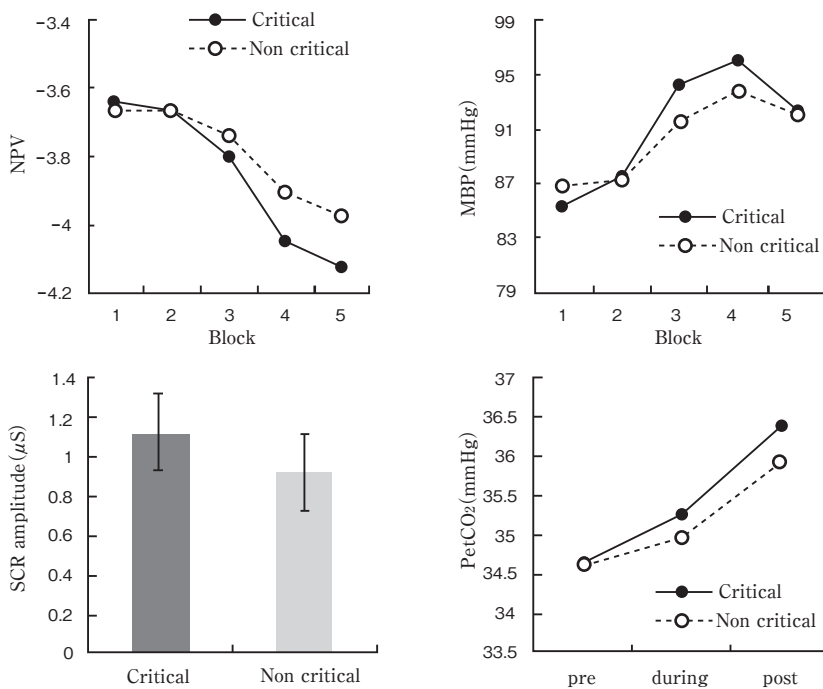 −3.4
−3.6
−3.8
−4
−4.2
NPV
Critical
Non critical
1 2 3 4 5
Block
99
95
91
87
83
79
MBP(mmHg)
Critical
Non critical
1 2 3 4 5
Block
1.4
1.2
1
0.8
0.6
0.4
0.2
0
SCR amplitude(μS)
Critical Non critical
37
36.5
36
35.5
35
34.5
34
33.5
PetCO₂(mmHg)
Critical
Non critical
pre during post